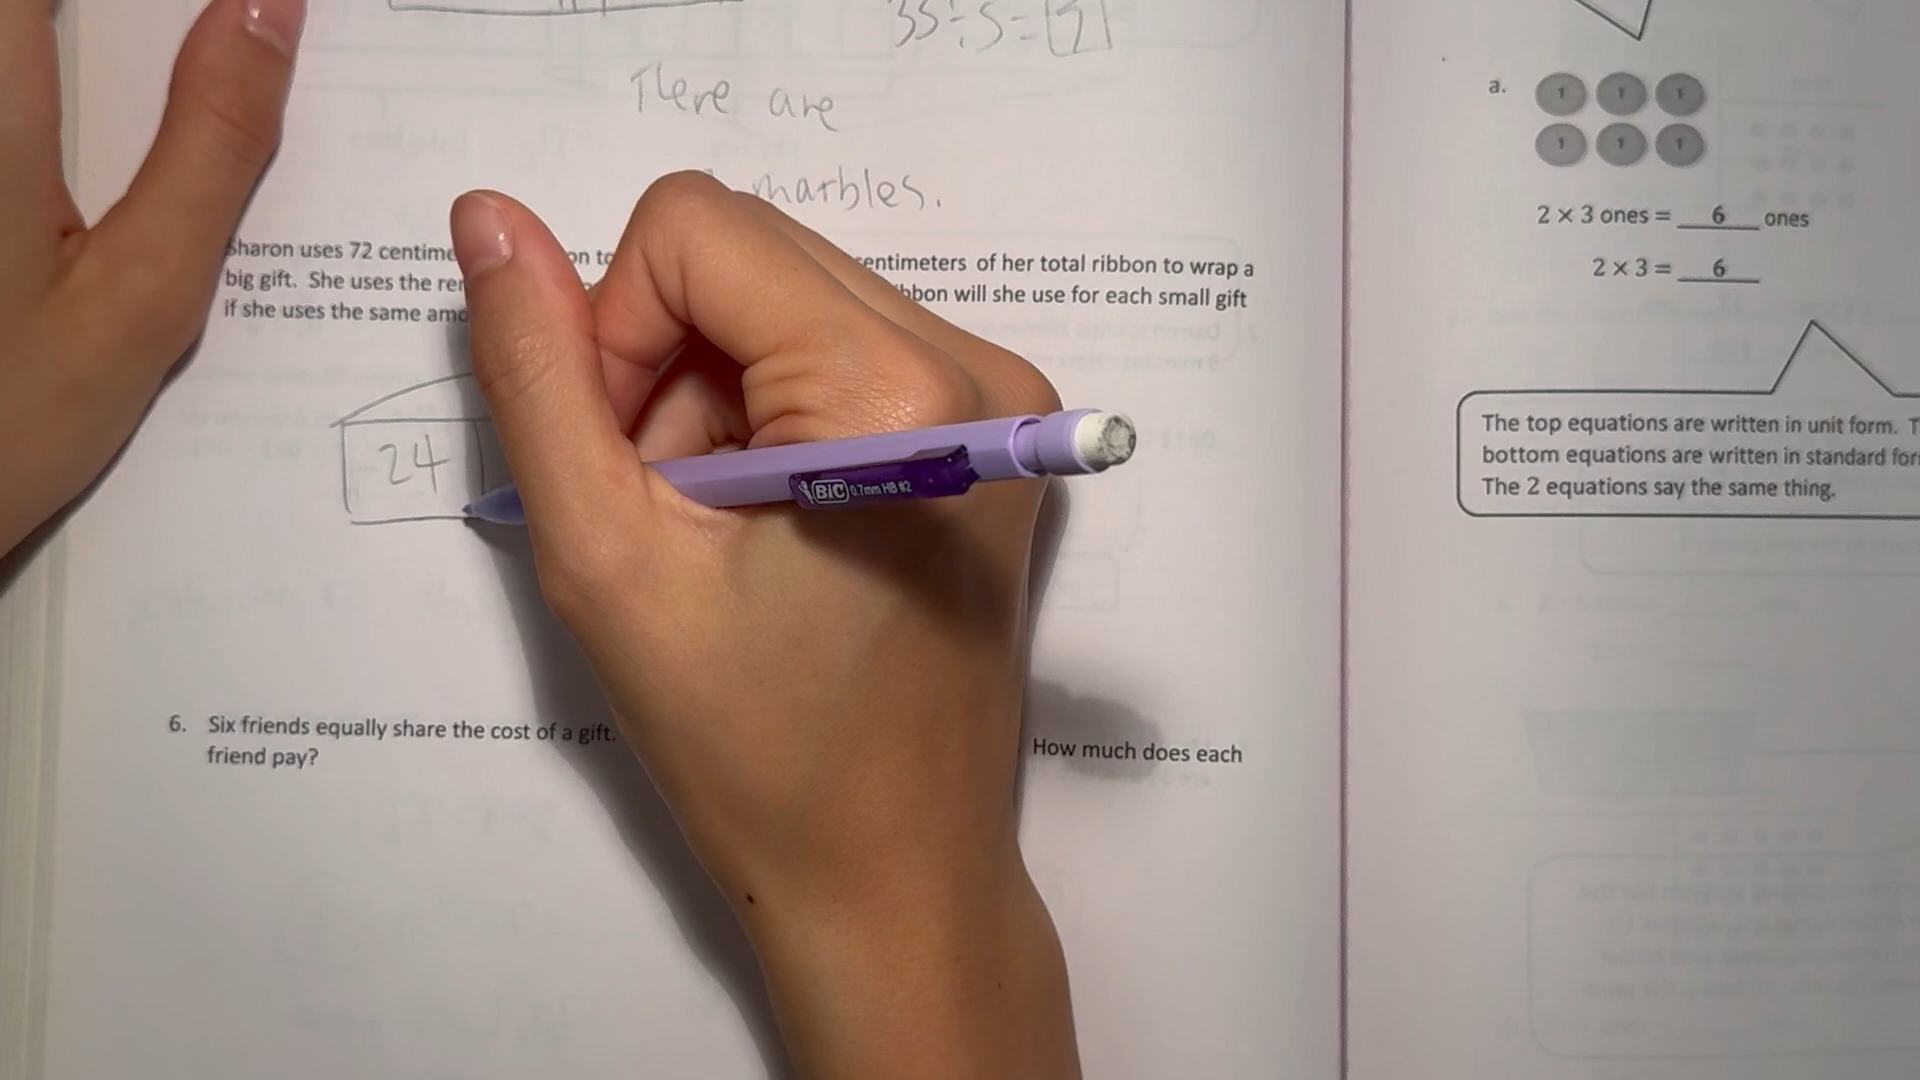 35÷5=7
There are
marbles.
Sharon uses 72 centime on to entimeters of her total ribbon to wrap a
big gift. She uses the rem bbon will she use for each small gift
if she uses the same amo
24
BIC 0.7mm HB #2
6. Six friends equally share the cost of a gift. How much does each
friend pay?
a.
1 1 1
1 1 1
2 × 3 ones = 6 ones
2 × 3 = 6
The top equations are written in unit form. T
bottom equations are written in standard for
The 2 equations say the same thing.